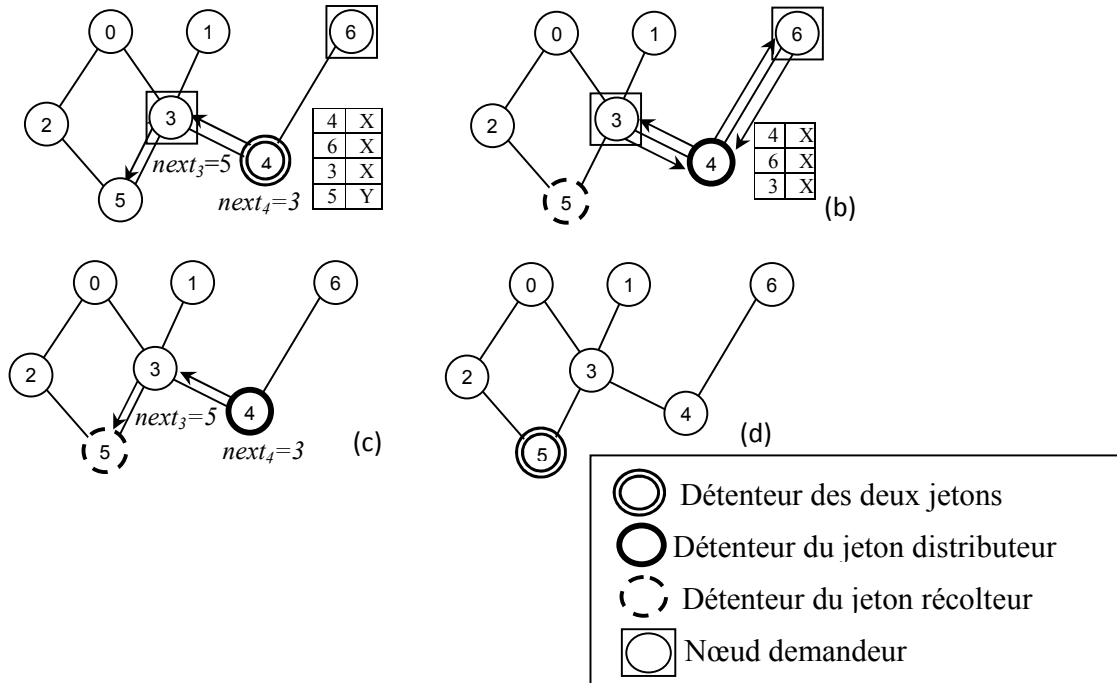 0 1 6
2 3 4
5
next₃=5
next₄=3
4 X
6 X
3 X
5 Y
0 1 6
2 3 4
5
4 X
6 X
3 X
(b)
0 1 6
2 3 4
5
next₃=5
next₄=3
(c)
0 1 6
2 3 4
5
(d)
Détenteur des deux jetons
Détenteur du jeton distributeur
Détenteur du jeton récolteur
Nœud demandeur